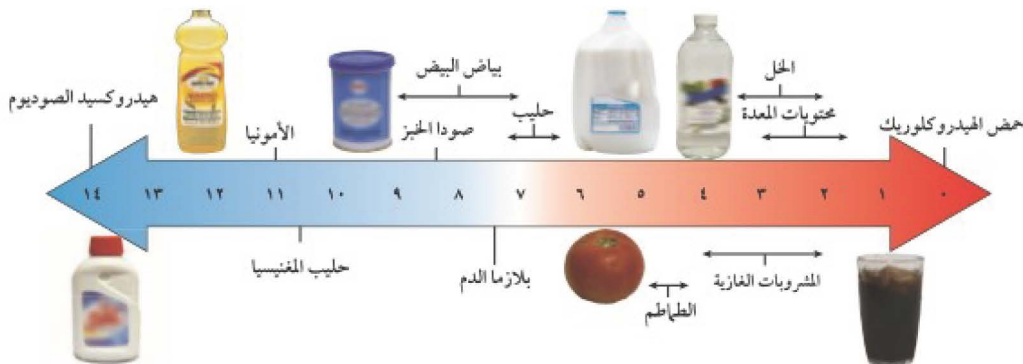 بياض البيض
الخل
هيدروكسيد الصوديوم
حليب
محتويات المعدة
الأمونيا
صودا الخبز
حمض الهيدروكلوريك
١٤ ١٣ ١٢ ١١ ١٠ ٩ ٨ ٧ ٦ ٥ ٤ ٣ ٢ ١ ٠
حليب المغنيسيا
بلازما الدم
الطماطم
المشروبات الغازية